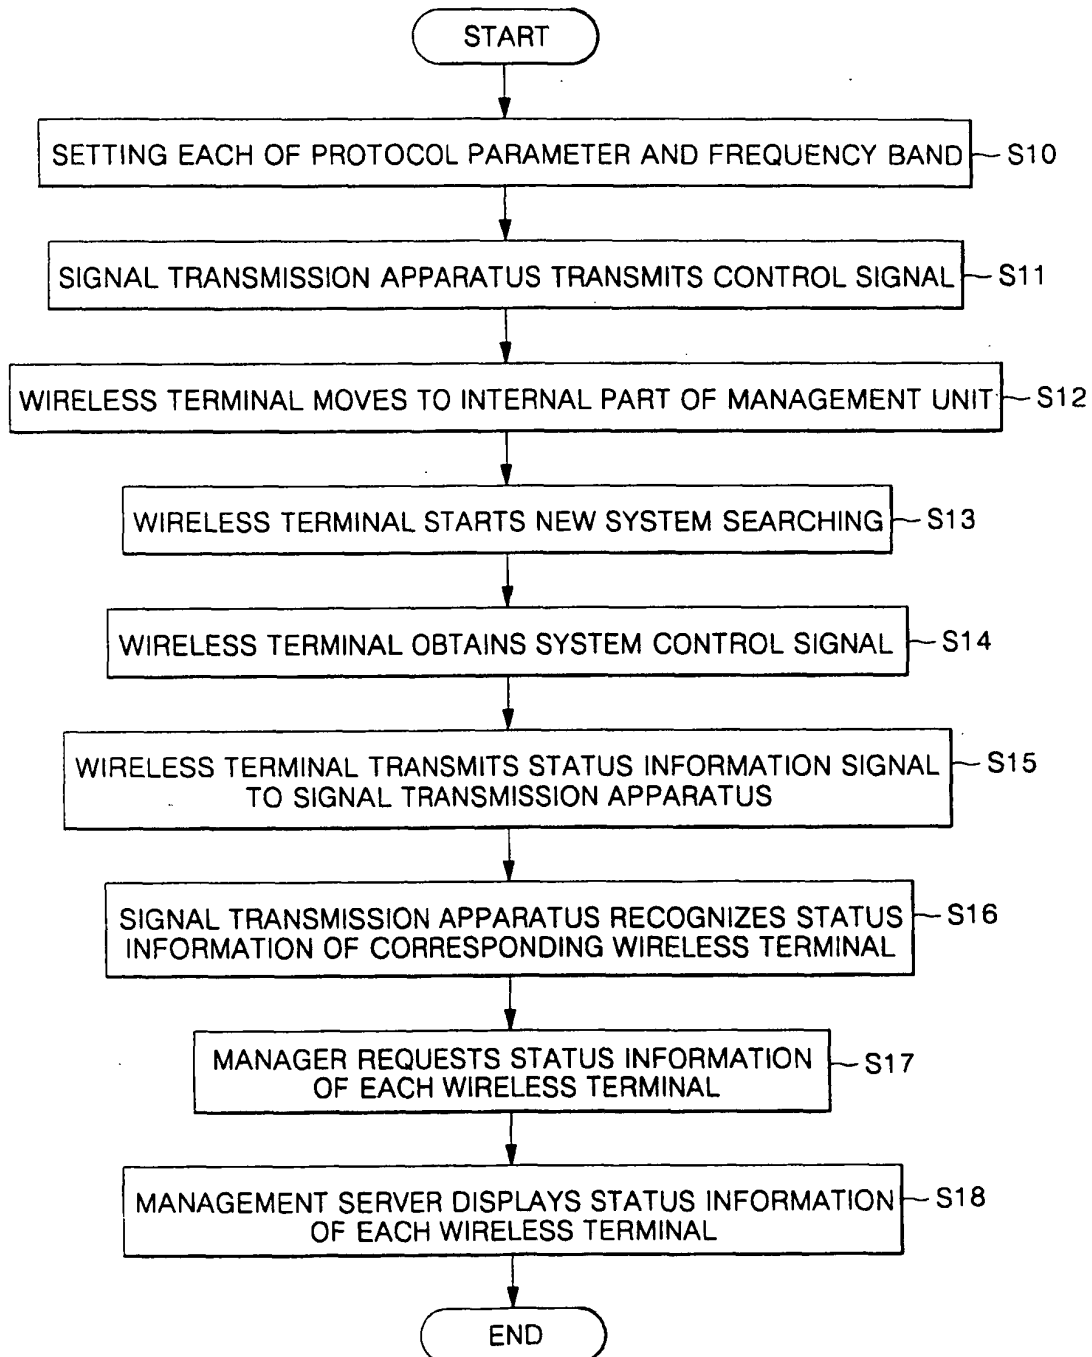 START
SETTING EACH OF PROTOCOL PARAMETER AND FREQUENCY BAND
S10
SIGNAL TRANSMISSION APPARATUS TRANSMITS CONTROL SIGNAL
S11
WIRELESS TERMINAL MOVES TO INTERNAL PART OF MANAGEMENT UNIT
S12
WIRELESS TERMINAL STARTS NEW SYSTEM SEARCHING
S13
WIRELESS TERMINAL OBTAINS SYSTEM CONTROL SIGNAL
S14
WIRELESS TERMINAL TRANSMITS STATUS INFORMATION SIGNAL
TO SIGNAL TRANSMISSION APPARATUS
S15
SIGNAL TRANSMISSION APPARATUS RECOGNIZES STATUS
INFORMATION OF CORRESPONDING WIRELESS TERMINAL
S16
MANAGER REQUESTS STATUS INFORMATION
OF EACH WIRELESS TERMINAL
S17
MANAGEMENT SERVER DISPLAYS STATUS INFORMATION
OF EACH WIRELESS TERMINAL
S18
END